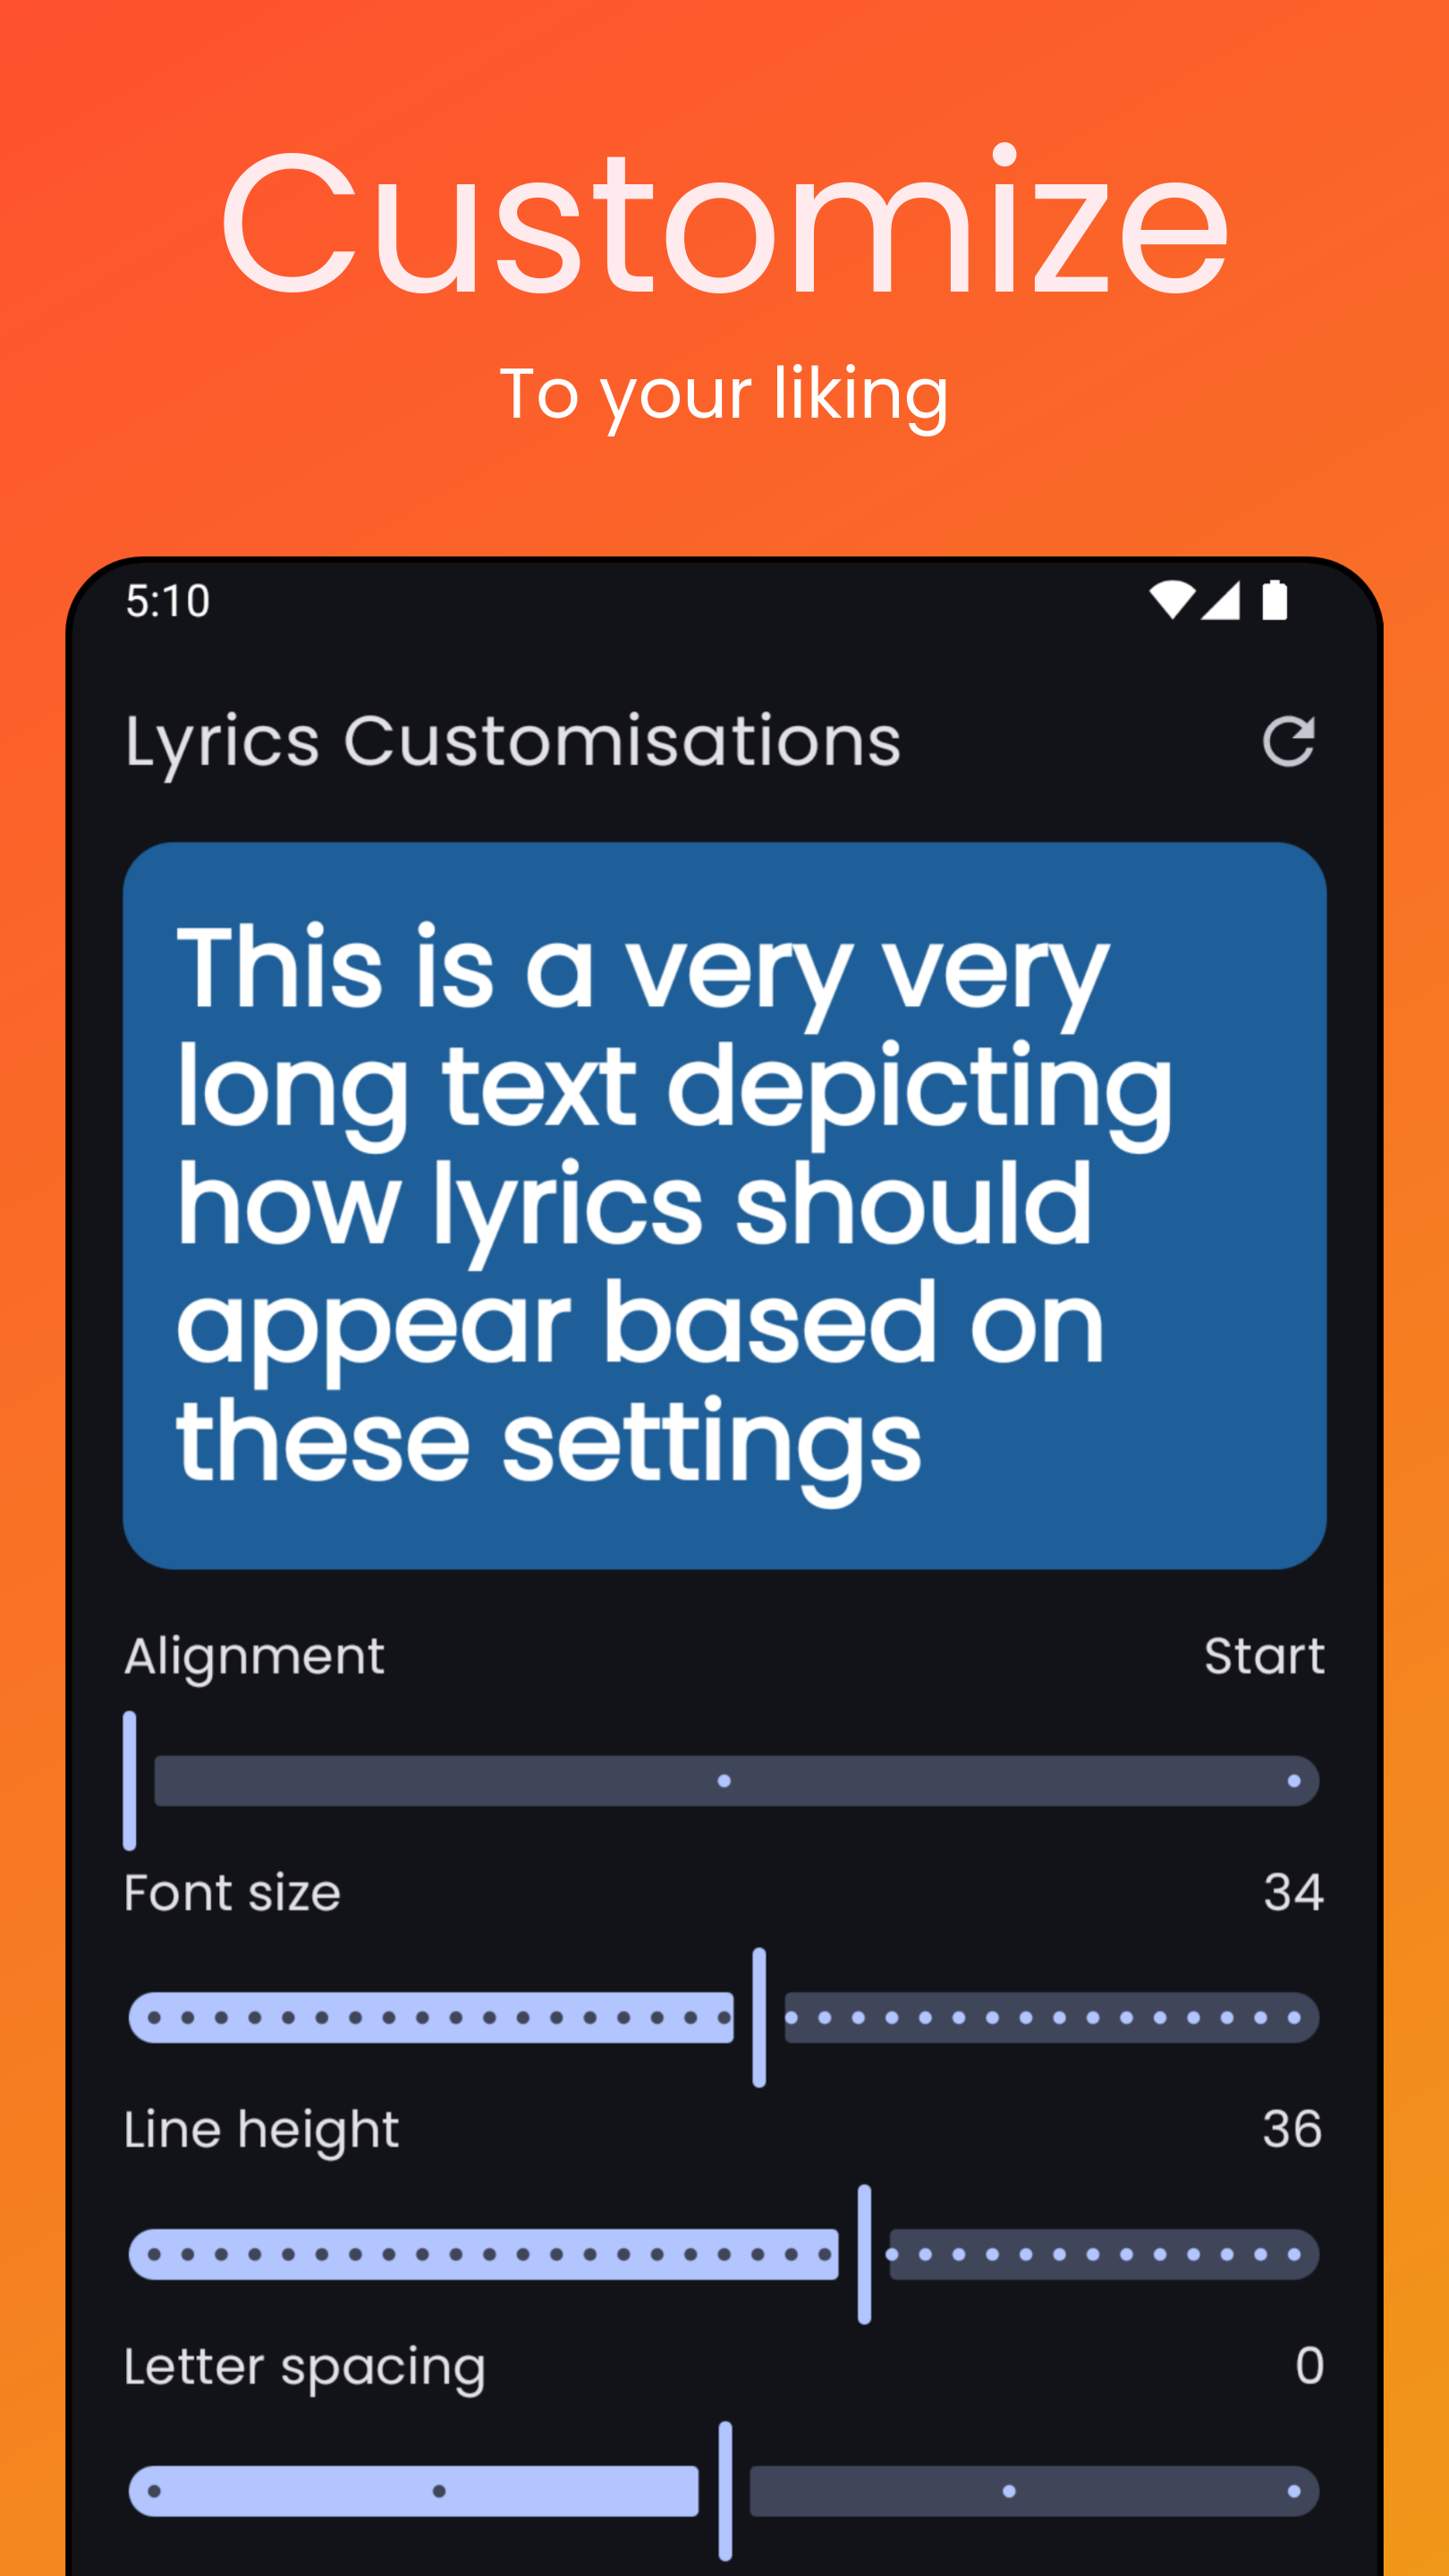 Customize
To your liking
5:10
Lyrics Customisations
This is a very very
long text depicting
how lyrics should
appear based on
these settings
Alignment Start
Font size 34
Line height 36
Letter spacing 0